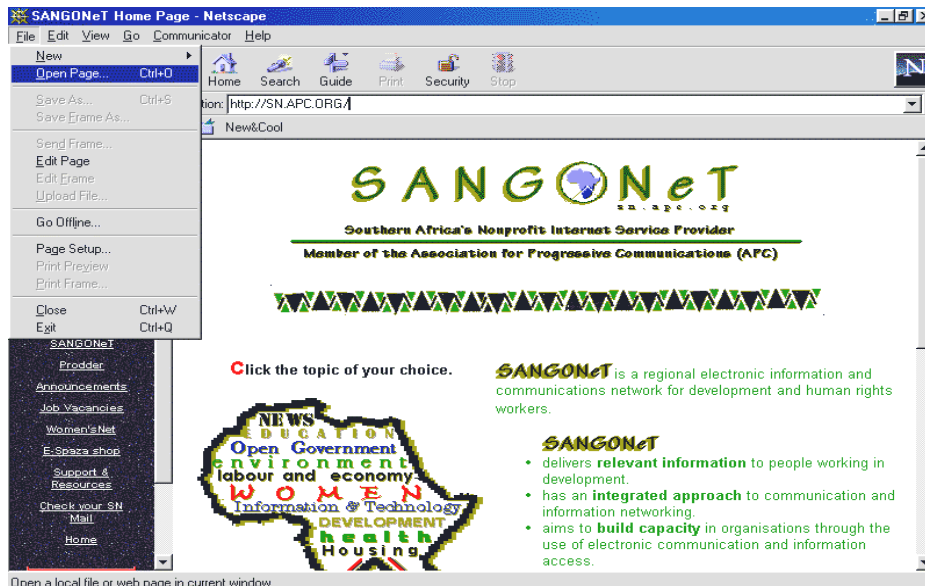 SANGONeT Home Page - Netscape
File Edit View Go Communicator Help
New
Open Page... Ctrl+O
Save As... Ctrl+S
Save Frame As...
Send Frame...
Edit Page
Edit Frame
Upload File...
Go Offline...
Page Setup...
Print Preview
Print Frame...
Close Ctrl+W
Exit Ctrl+Q
Home Search Guide Print Security Stop
N
tion: http://SN.APC.ORG/
New&Cool
SANGONeT
Prodder
Announcements
Job Vacancies
Women'sNet
E-Spaza shop
Support &
Resources
Check your SN
Mail
Home
SANGONeT
sn.apc.org
Southern Africa's Nonprofit Internet Service Provider
Member of the Association for Progressive Communications (APC)
Click the topic of your choice.
NEWS
EDUCATION
Open Government
environment
labour and economy
WOMEN
Information & Technology
DEVELOPMENT
health
Housing
SANGONeT is a regional electronic information and
communications network for development and human rights
workers.
SANGONeT
• delivers relevant information to people working in
development.
• has an integrated approach to communication and
information networking.
• aims to build capacity in organisations through the
use of electronic communication and information
access.
Open a local file or web page in current window